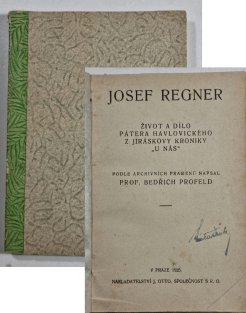 JOSEF REGNER
ŽIVOT A DÍLO
PÁTERA HAVLOVICKÉHO
Z JIRÁSKOVY KRONIKY
„U NÁS“
PODLE ARCHIVNÍCH PRAMENŮ NAPSAL
PROF. BEDŘICH PROFELD
V PRAZE 1925
NAKLADATELSTVÍ J. OTTO, SPOLEČNOST S R. O.